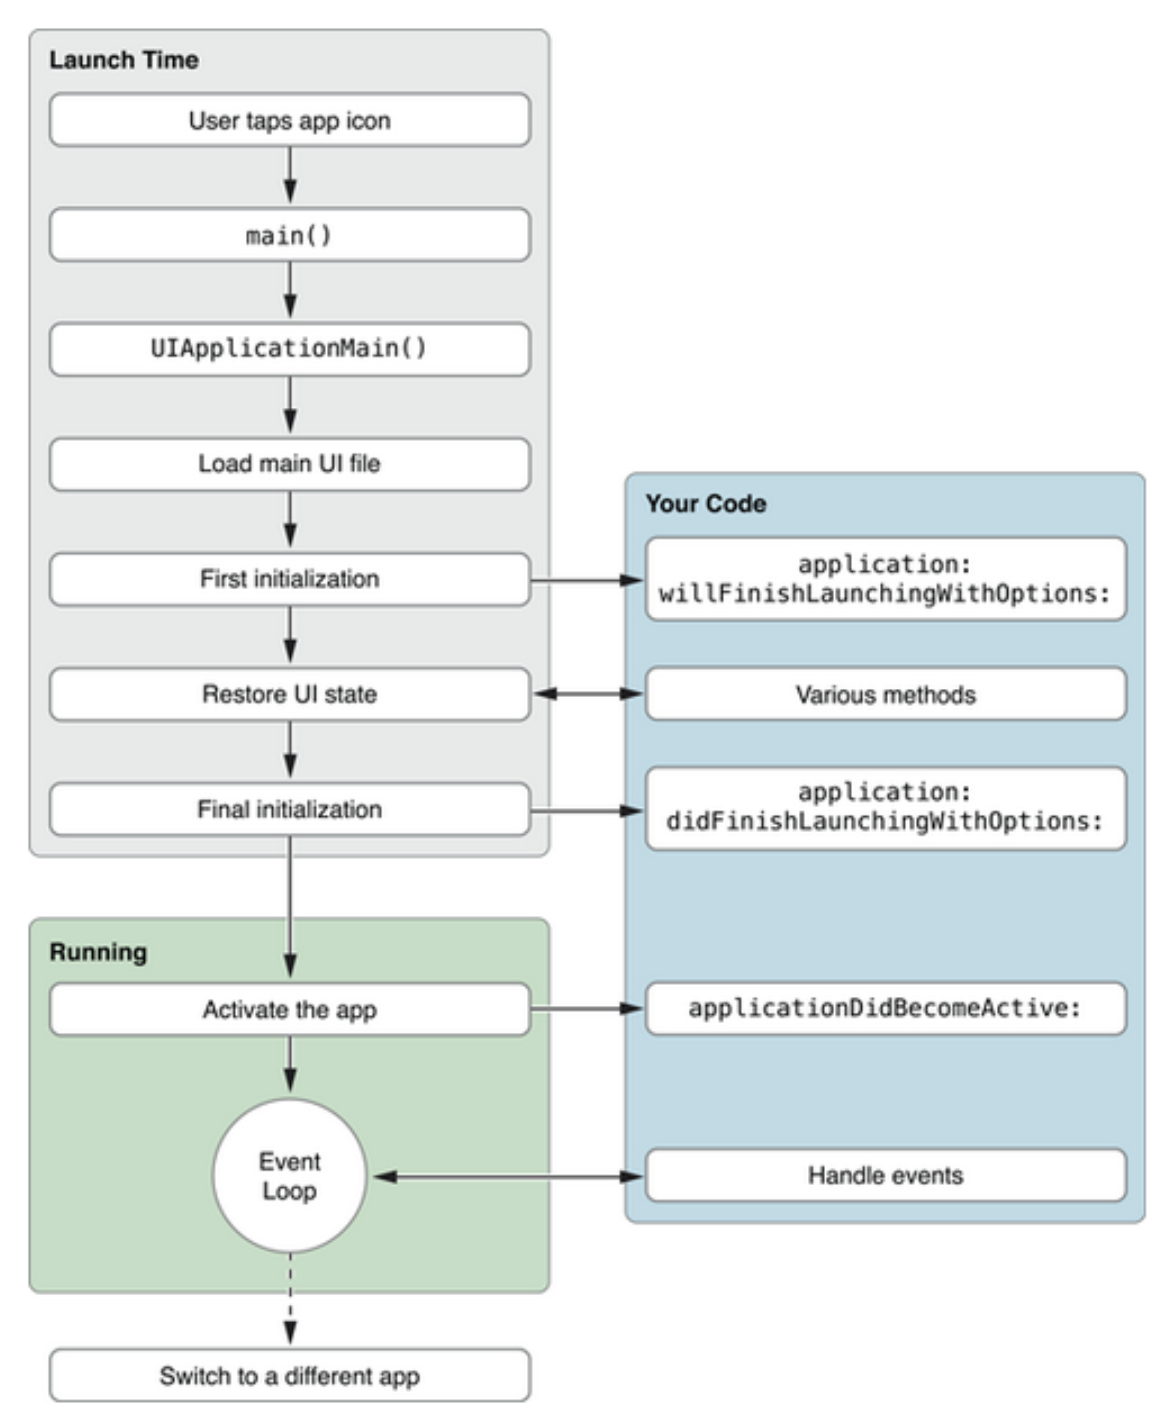 Launch Time
User taps app icon
main()
UIApplicationMain()
Load main UI file
First initialization
Restore UI state
Final initialization
Your Code
application:
willFinishLaunchingWithOptions:
Various methods
application:
didFinishLaunchingWithOptions:
applicationDidBecomeActive:
Handle events
Running
Activate the app
Event
Loop
Switch to a different app